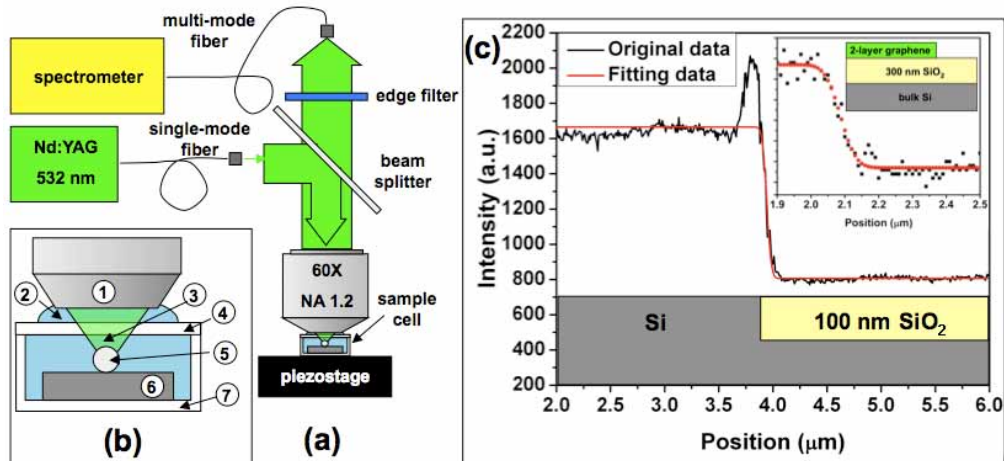 multi-mode
fiber
spectrometer
edge filter
single-mode
fiber
Nd:YAG
532 nm
beam
splitter
60X
NA 1.2
sample
cell
piezostage
(a)
1
2
3
4
5
6
7
(b)
(c)
Original data
Fitting data
2-layer graphene
300 nm SiO₂
bulk Si
1.9 2.0 2.1 2.2 2.3 2.4 2.5
Position (μm)
Intensity (a.u.)
2200
2000
1800
1600
1400
1200
1000
800
600
400
200
Si
100 nm SiO₂
2.0 2.5 3.0 3.5 4.0 4.5 5.0 5.5 6.0
Position (μm)